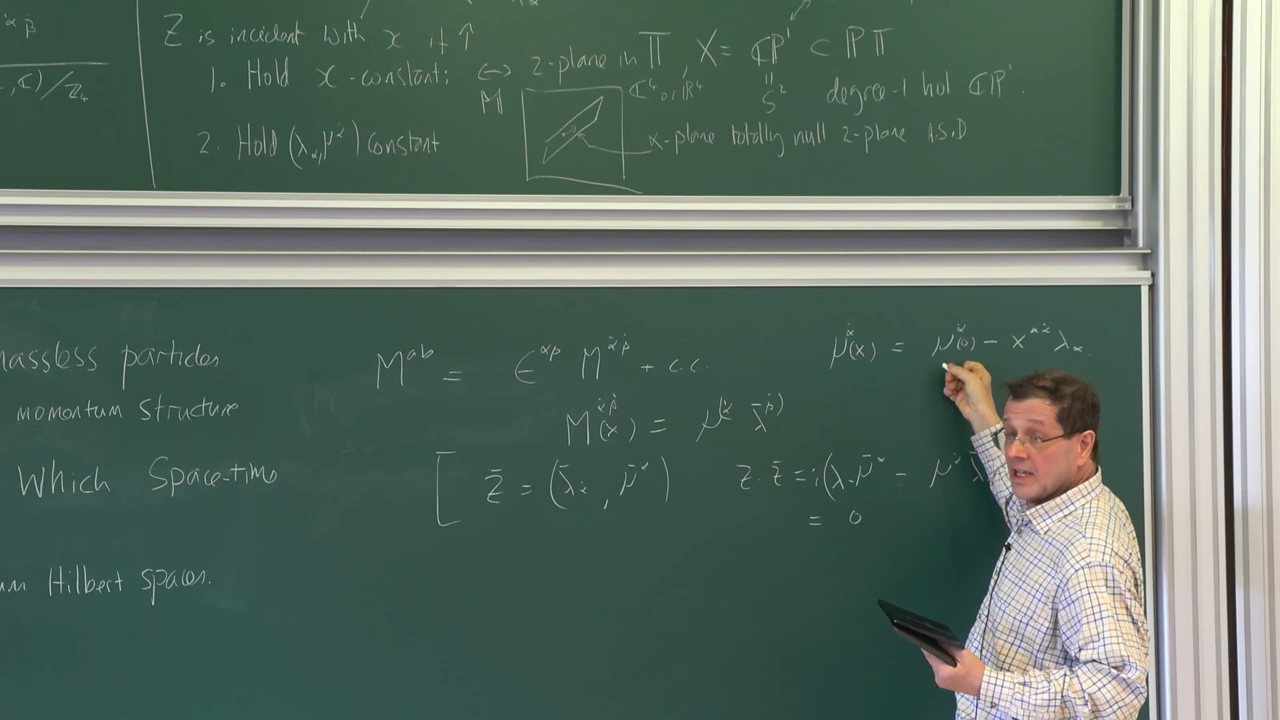 α̇ β̇
, ℂ)/ℤ₄
Z is incident with x if ↑
1. Hold x-constant; ↔ 2-plane in 𝕋, X = ℂℙ¹ ⊂ ℙ𝕋
𝕄 ℂ⁴ or ℝ⁴ " S² degree-1 hol ℂℙ¹.
2. Hold (λ_α, μ^α̇) constant
α-plane totally null 2-plane A.S.D
massless particles
momentum structure
Which Space-time
Hilbert spaces.
M^{ab} = ε^{αβ} M^{α̇β̇} + c.c.
μ^α̇(x) = μ^α̇(0) − x^{αα̇} λ_α.
M^{α̇β̇}(x) = μ^{(α̇} λ̄^{β̇)}
[ Z̄ = (λ̄_α̇, μ̄^α)
Z·Z̄ = i(λ_α μ̄^α − μ^α̇ λ̄
= 0